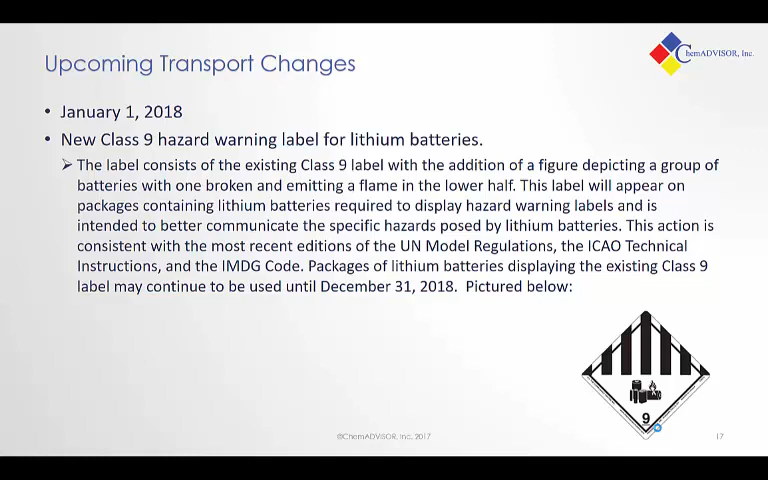 Upcoming Transport Changes
ChemADVISOR, Inc.
• January 1, 2018
• New Class 9 hazard warning label for lithium batteries.
➢ The label consists of the existing Class 9 label with the addition of a figure depicting a group of
batteries with one broken and emitting a flame in the lower half. This label will appear on
packages containing lithium batteries required to display hazard warning labels and is
intended to better communicate the specific hazards posed by lithium batteries. This action is
consistent with the most recent editions of the UN Model Regulations, the ICAO Technical
Instructions, and the IMDG Code. Packages of lithium batteries displaying the existing Class 9
label may continue to be used until December 31, 2018.  Pictured below:
9
©ChemADVISOR, Inc. 2017
17